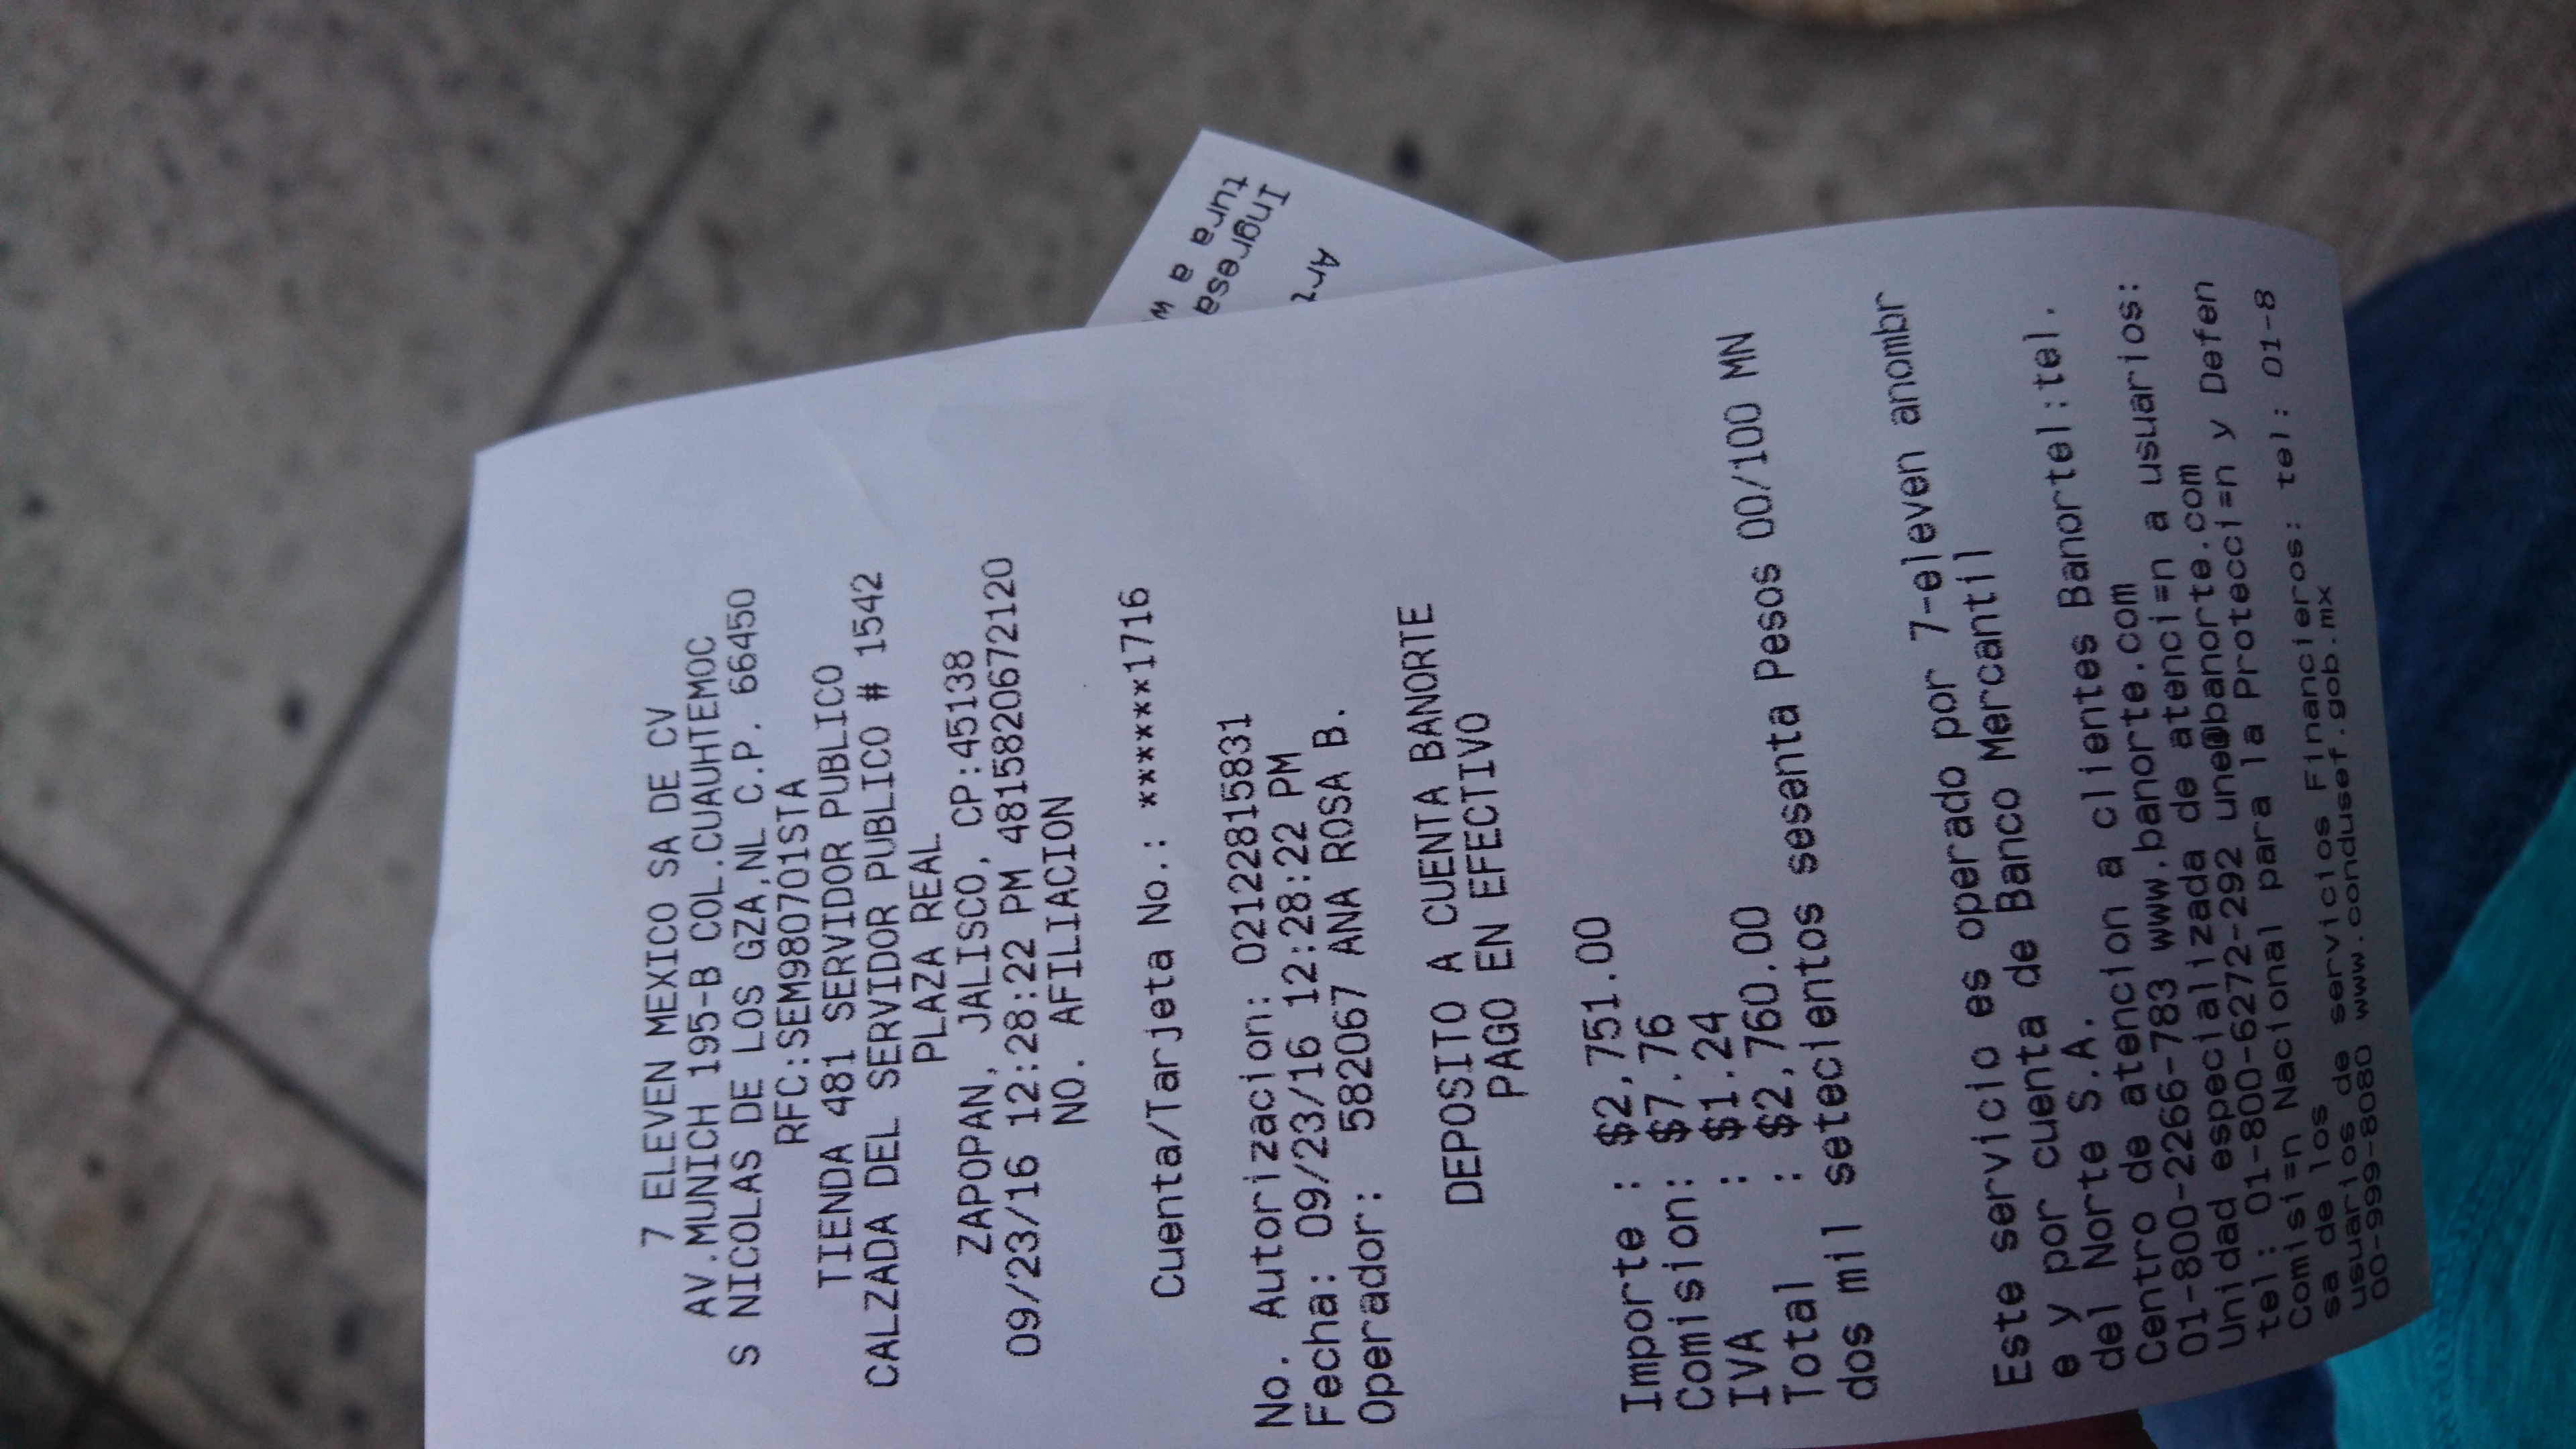 7 ELEVEN MEXICO SA DE CV
AV.MUNICH 195-B COL.CUAUHTEMOC
S NICOLAS DE LOS GZA,NL C.P. 66450
RFC:SEM980701STA
TIENDA 481 SERVIDOR PUBLICO
CALZADA DEL SERVIDOR PUBLICO # 1542
PLAZA REAL
ZAPOPAN, JALISCO, CP:45138
09/23/16 12:28:22 PM 4815820672120
NO. AFILIACION
Cuenta/Tarjeta No.: ******1716
No. Autorizacion: 02122815831
Fecha: 09/23/16 12:28:22 PM
Operador: 582067 ANA ROSA B.
DEPOSITO A CUENTA BANORTE
PAGO EN EFECTIVO
Importe : $2,751.00
Comision: $7.76
IVA : $1.24
Total : $2,760.00
dos mil setecientos sesenta Pesos 00/100 MN
Este servicio es operado por 7-eleven anombr
e y por cuenta de Banco Mercantil
del Norte S.A.
Centro de atencion a clientes Banortel:tel.
01-800-2266-783 www.banorte.com
Unidad especializada de atenci=n a usuarios:
tel: 01-800-6272-292 une@banorte.com
Comisi=n Nacional para la Protecci=n y Defen
sa de los
usuarios de servicios Financieros: tel: 01-8
00-999-8080 www.condusef.gob.mx
Art
Ingresa
tura a w